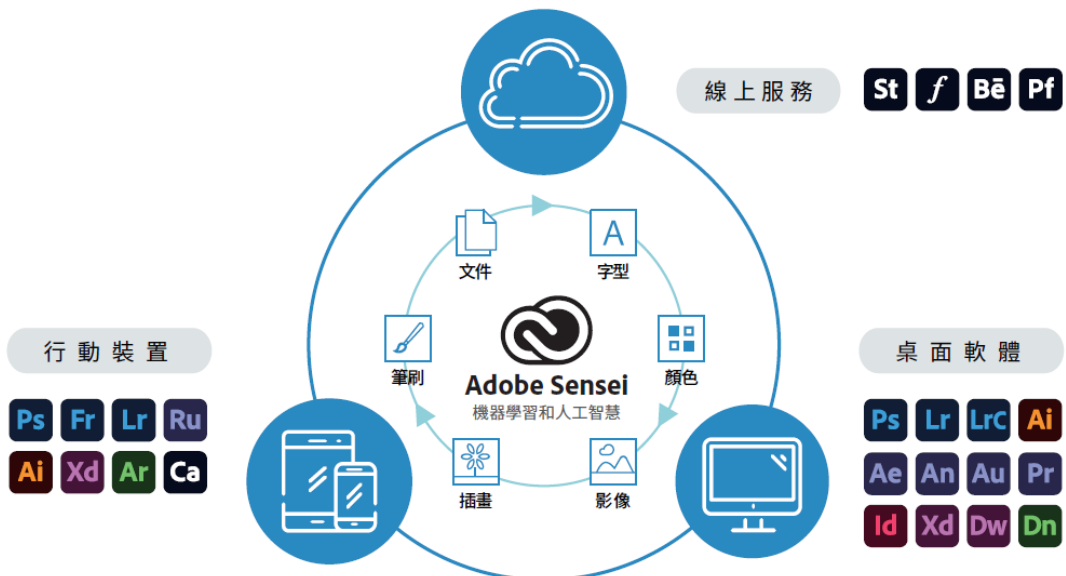 線上服務
St f Bē Pf
A
文件
字型
筆刷
顏色
Adobe Sensei
機器學習和人工智慧
插畫
影像
行動裝置
Ps Fr Lr Ru
Ai Xd Ar Ca
桌面軟體
Ps Lr LrC Ai
Ae An Au Pr
Id Xd Dw Dn